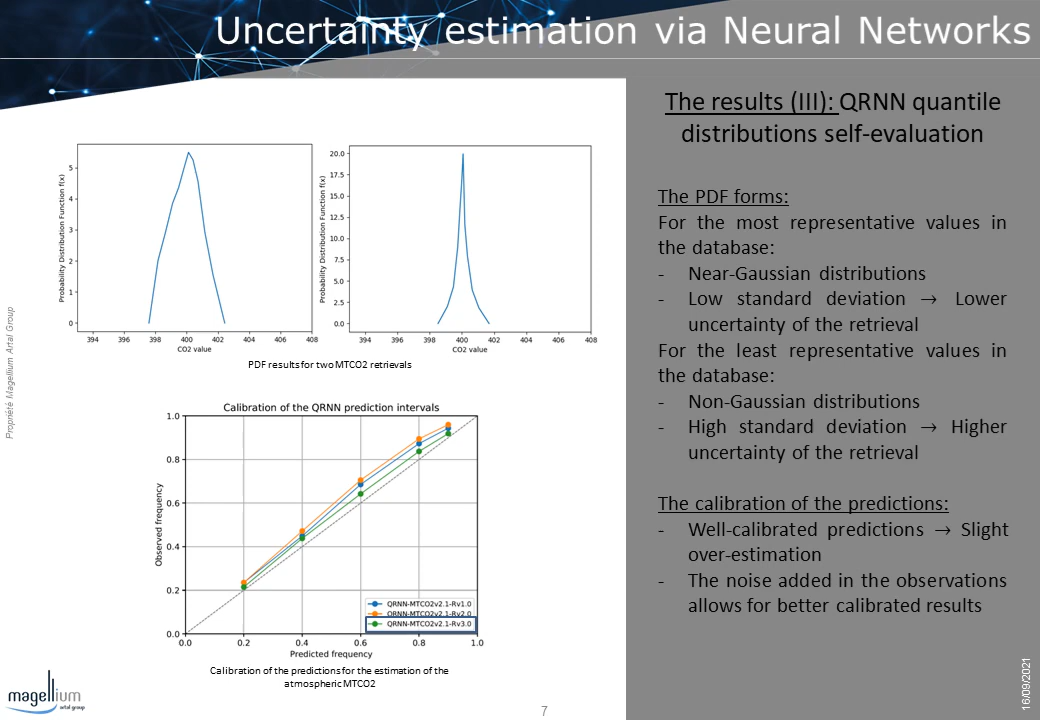 Uncertainty estimation via Neural Networks
The results (III): QRNN quantile
distributions self-evaluation
The PDF forms:
For the most representative values in
the database:
- Near-Gaussian distributions
- Low standard deviation → Lower
uncertainty of the retrieval
For the least representative values in
the database:
- Non-Gaussian distributions
- High standard deviation → Higher
uncertainty of the retrieval
The calibration of the predictions:
- Well-calibrated predictions → Slight
over-estimation
- The noise added in the observations
allows for better calibrated results
Probability Distribution Function f(x)
5
4
3
2
1
0
394 396 398 400 402 404 406 408
CO2 value
Probability Distribution Function f(x)
20.0
17.5
15.0
12.5
10.0
7.5
5.0
2.5
0.0
394 396 398 400 402 404 406 408
CO2 value
PDF results for two MTCO2 retrievals
Calibration of the QRNN prediction intervals
Observed frequency
1.0
0.8
0.6
0.4
0.2
0.0
0.0 0.2 0.4 0.6 0.8 1.0
Predicted frequency
QRNN-MTCO2v2.1-Rv1.0
QRNN-MTCO2v2.1-Rv2.0
QRNN-MTCO2v2.1-Rv3.0
Calibration of the predictions for the estimation of the
atmospheric MTCO2
Propriété Magellium Artal Group
magellium
artal group
7
16/09/2021